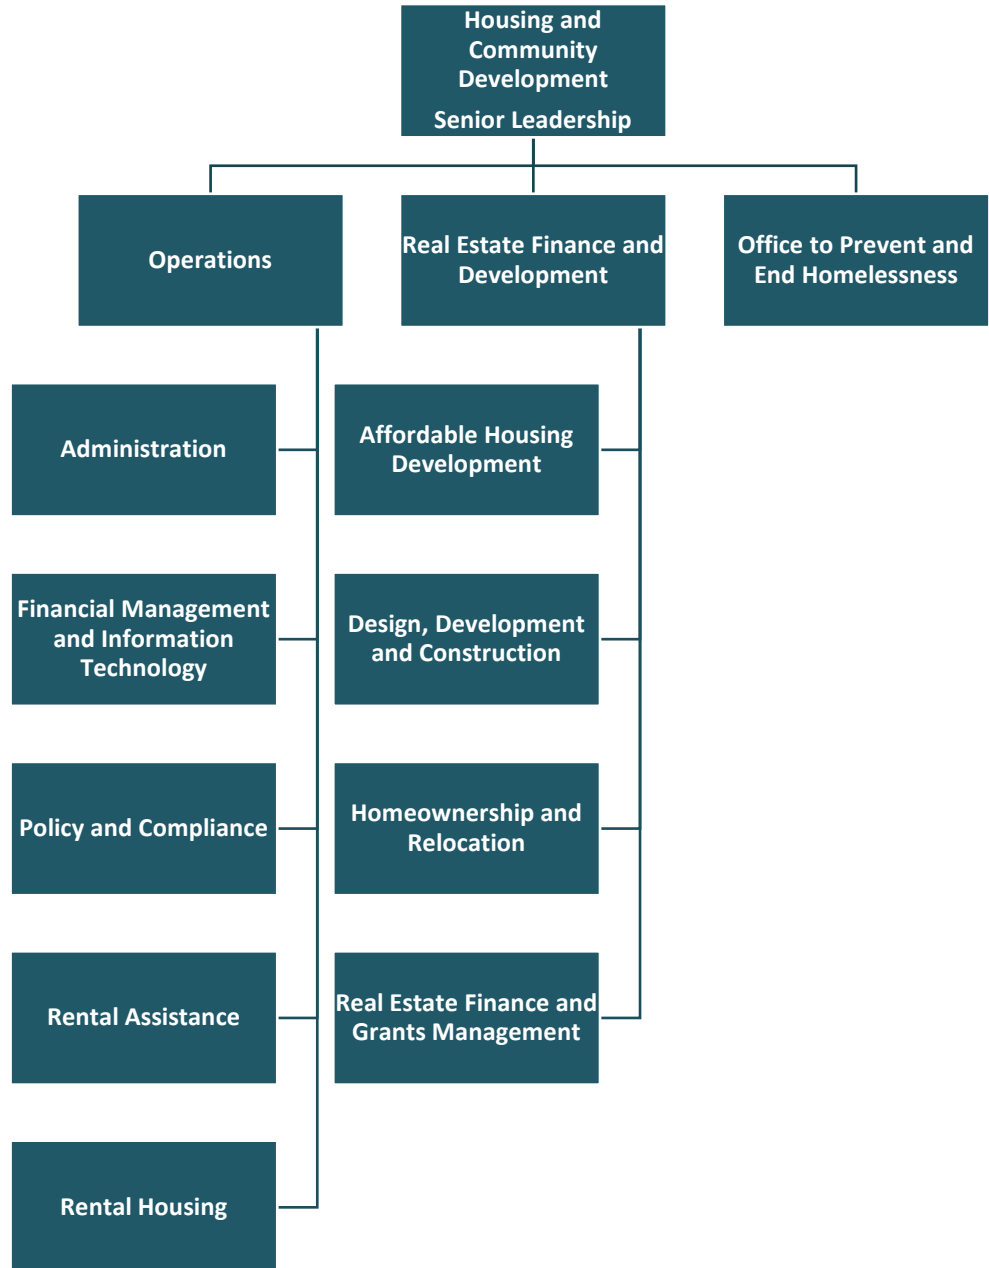 Housing and
Community
Development
Senior Leadership
Operations
Real Estate Finance and
Development
Office to Prevent and
End Homelessness
Administration
Affordable Housing
Development
Financial Management
and Information
Technology
Design, Development
and Construction
Policy and Compliance
Homeownership and
Relocation
Rental Assistance
Real Estate Finance and
Grants Management
Rental Housing